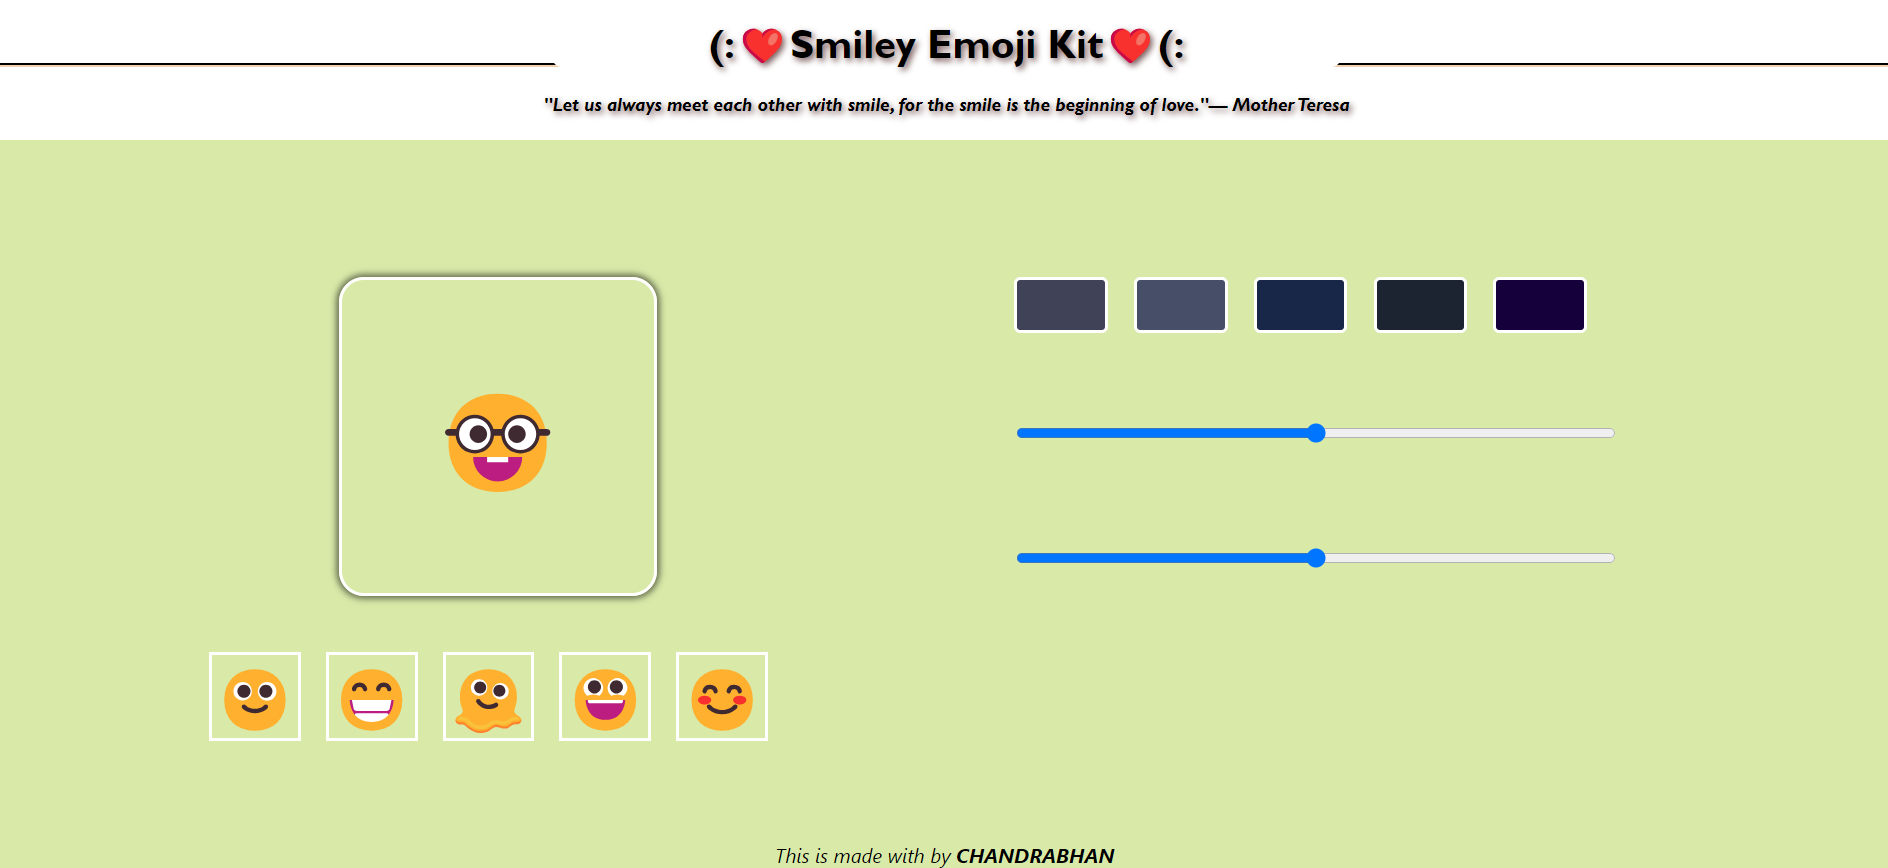 (:❤️Smiley Emoji Kit❤️(:
"Let us always meet each other with smile, for the smile is the beginning of love."— Mother Teresa
This is made with by CHANDRABHAN